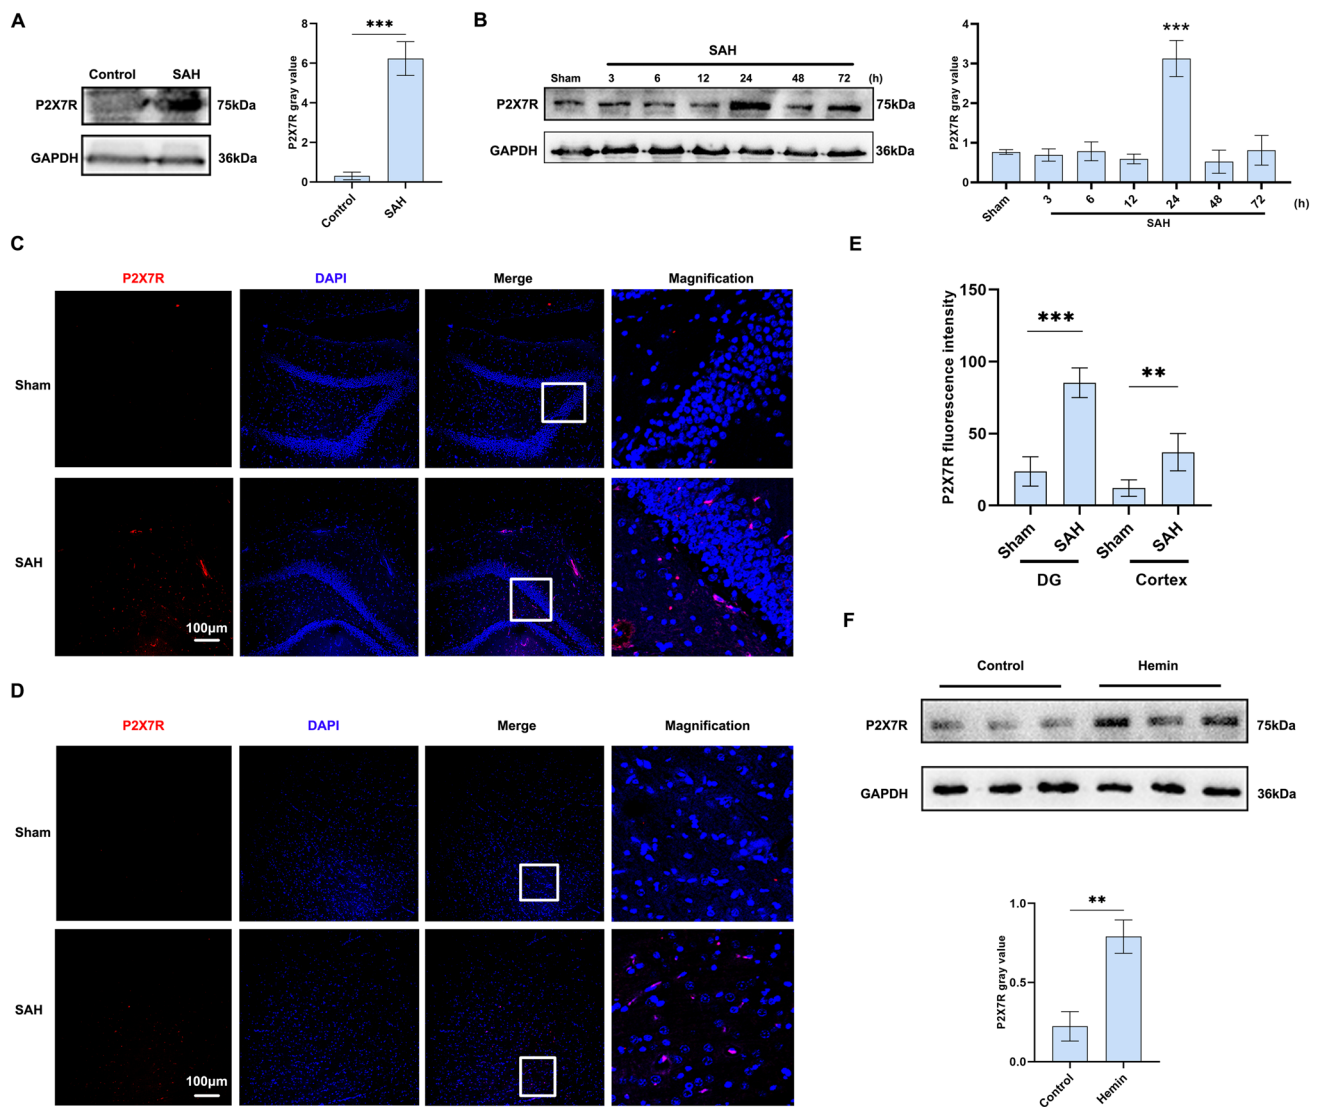 A
Control SAH
P2X7R 75kDa
GAPDH 36kDa
P2X7R gray value
8
6
4
2
0
***
Control SAH
B
SAH
Sham 3 6 12 24 48 72 (h)
P2X7R 75kDa
GAPDH 36kDa
P2X7R gray value
4
3
2
1
0
***
Sham 3 6 12 24 48 72 (h)
SAH
C
P2X7R DAPI Merge Magnification
Sham
SAH
100μm
D
P2X7R DAPI Merge Magnification
Sham
SAH
100μm
E
P2X7R fluorescence intensity
150
100
50
0
*** **
Sham SAH Sham SAH
DG Cortex
F
Control Hemin
P2X7R 75kDa
GAPDH 36kDa
P2X7R gray value
1.0
0.5
0.0
**
Control Hemin